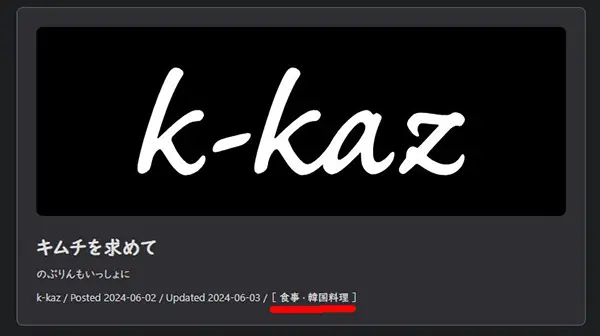 k-kaz
キムチを求めて
のぶりんもいっしょに
k-kaz / Posted 2024-06-02 / Updated 2024-06-03 / [ 食事・韓国料理 ]